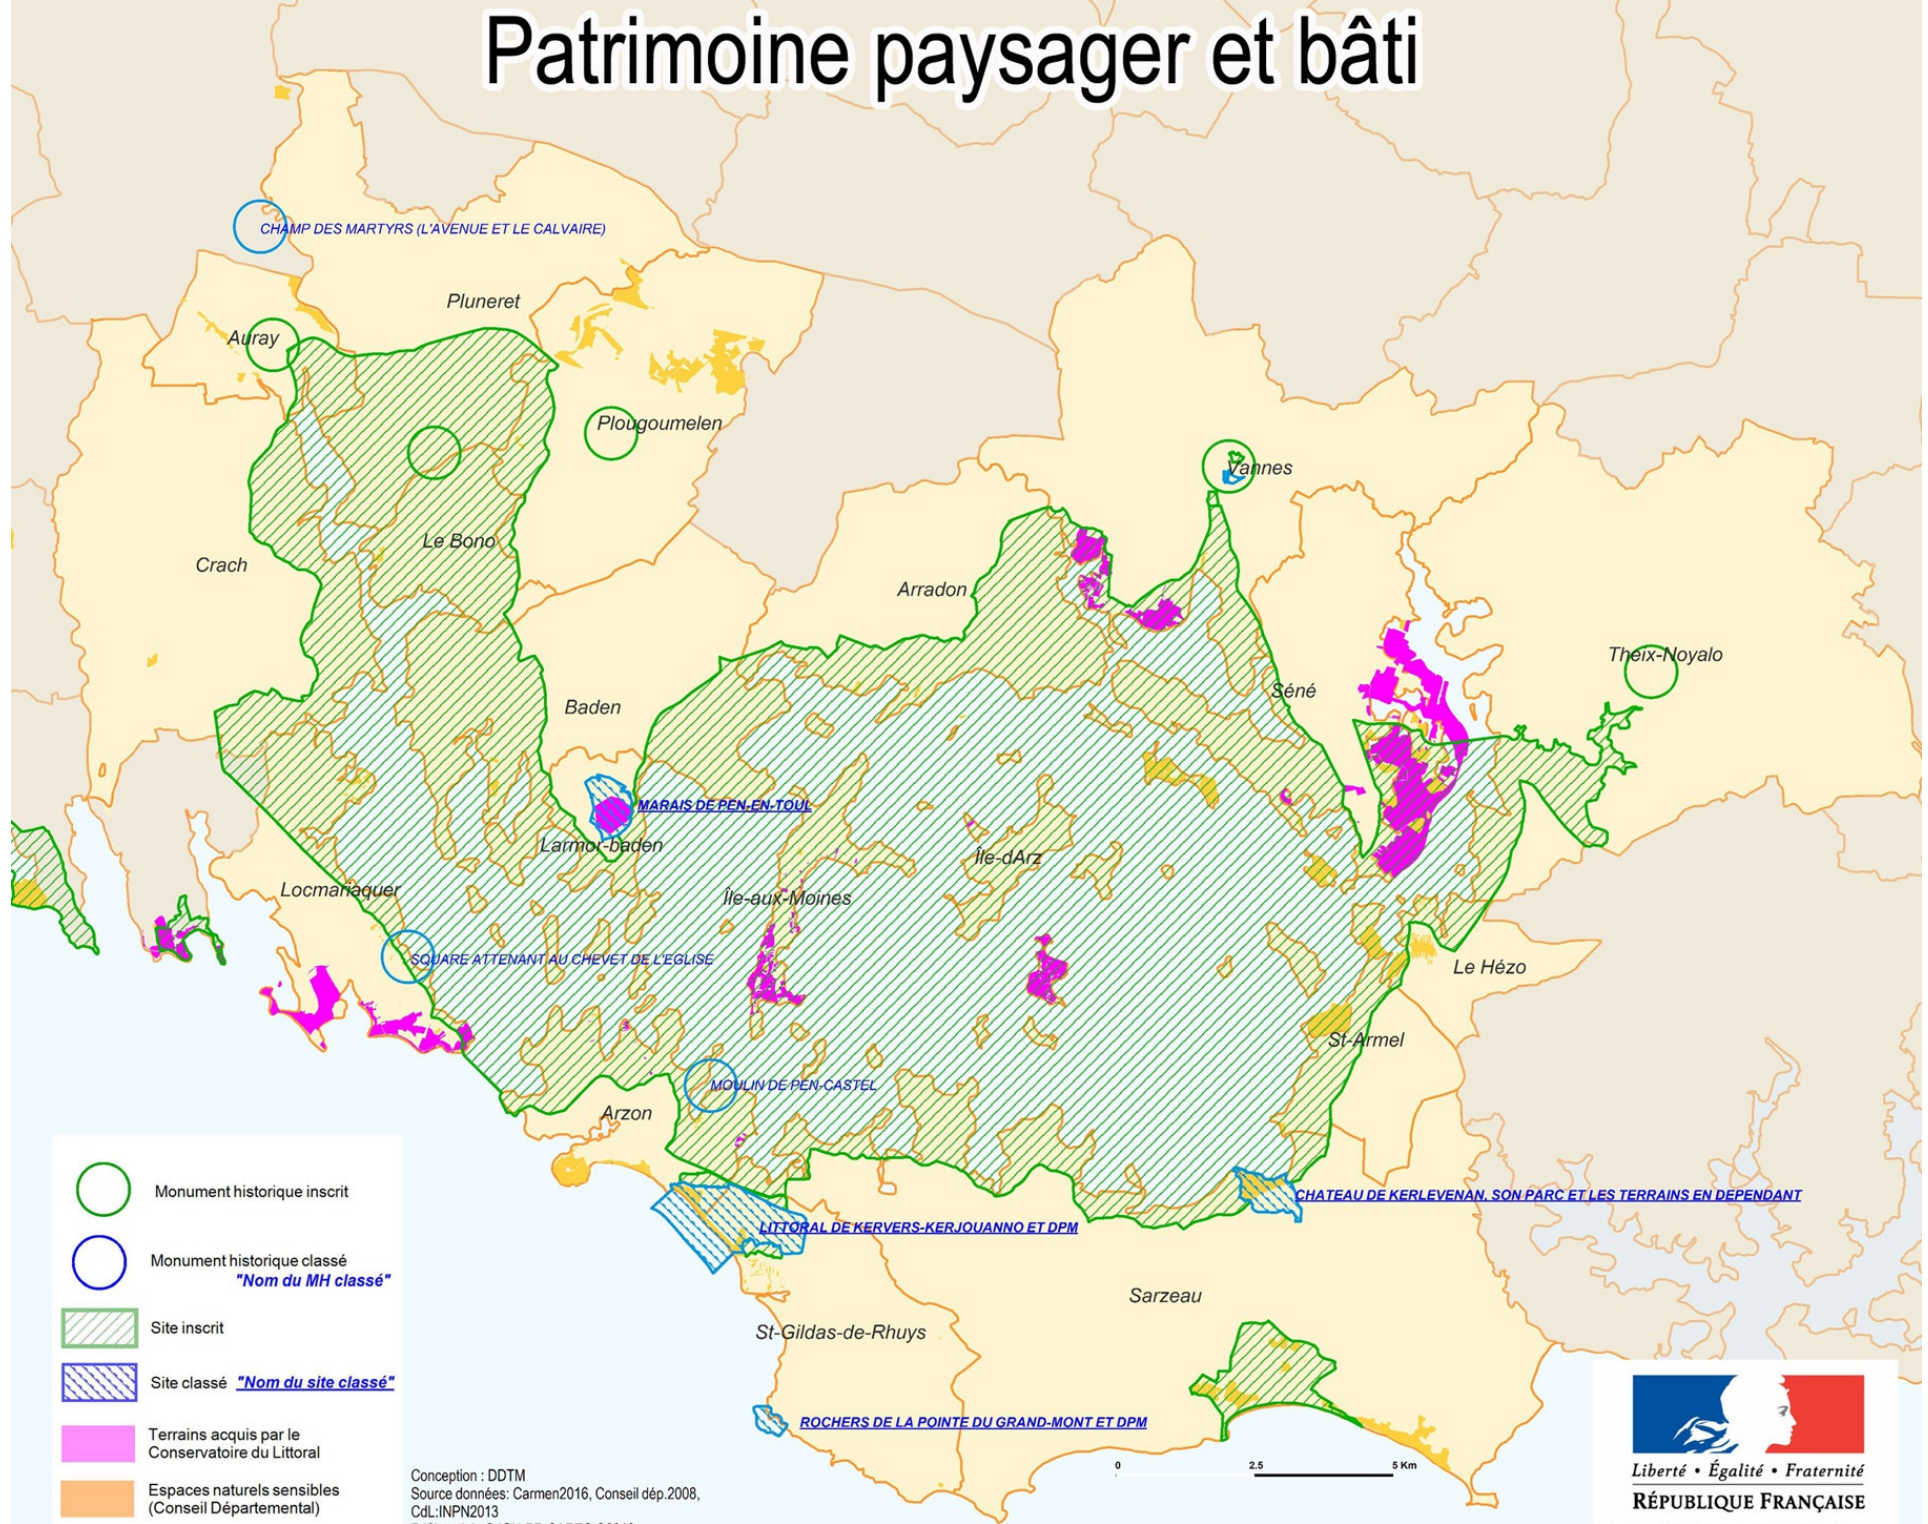 Patrimoine paysager et bâti
CHAMP DES MARTYRS (L'AVENUE ET LE CALVAIRE)
Pluneret
Auray
Plougoumelen
Vannes
Le Bono
Crach
Arradon
Theix-Noyalo
Séné
Baden
MARAIS DE PEN-EN-TOUL
Larmor-baden
Île-dArz
Locmariaquer
Île-aux-Moines
SQUARE ATTENANT AU CHEVET DE L'EGLISE
Le Hézo
St-Armel
MOULIN DE PEN-CASTEL
Arzon
CHATEAU DE KERLEVENAN, SON PARC ET LES TERRAINS EN DEPENDANT
LITTORAL DE KERVERS-KERJOUANNO ET DPM
Sarzeau
St-Gildas-de-Rhuys
ROCHERS DE LA POINTE DU GRAND-MONT ET DPM
Monument historique inscrit
Monument historique classé
"Nom du MH classé"
Site inscrit
Site classé "Nom du site classé"
Terrains acquis par le
Conservatoire du Littoral
Espaces naturels sensibles
(Conseil Départemental)
Conception : DDTM
Source données: Carmen2016, Conseil dép.2008,
CdL:INPN2013
0 2.5 5 Km
Liberté • Égalité • Fraternité
RÉPUBLIQUE FRANÇAISE